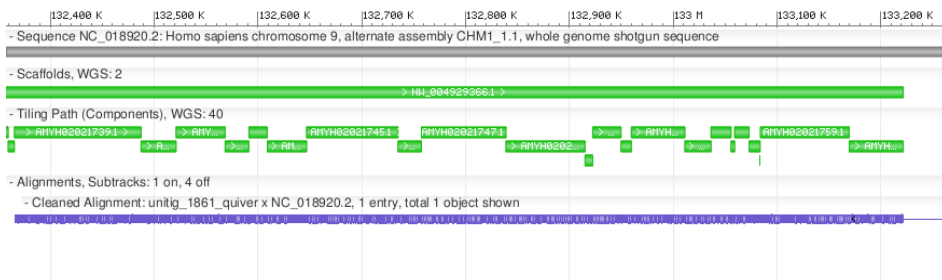 132,400 K 132,500 K 132,600 K 132,700 K 132,800 K 132,900 K 133 M 133,100 K 133,200 K
- Sequence NC_018920.2: Homo sapiens chromosome 9, alternate assembly CHM1_1.1, whole genome shotgun sequence
- Scaffolds, WGS: 2
> NW_004929366.1 >
- Tiling Path (Components), WGS: 40
> AMYH02021739.1 > > AMY... AMYH02021745.1 AMYH02021747.1 > ... > AMYH... AMYH02021759.1
> A... > ... > AM... > ... > AMYH0202... > ... > AMYH...
- Alignments, Subtracks: 1 on, 4 off
- Cleaned Alignment: unitig_1861_quiver x NC_018920.2, 1 entry, total 1 object shown